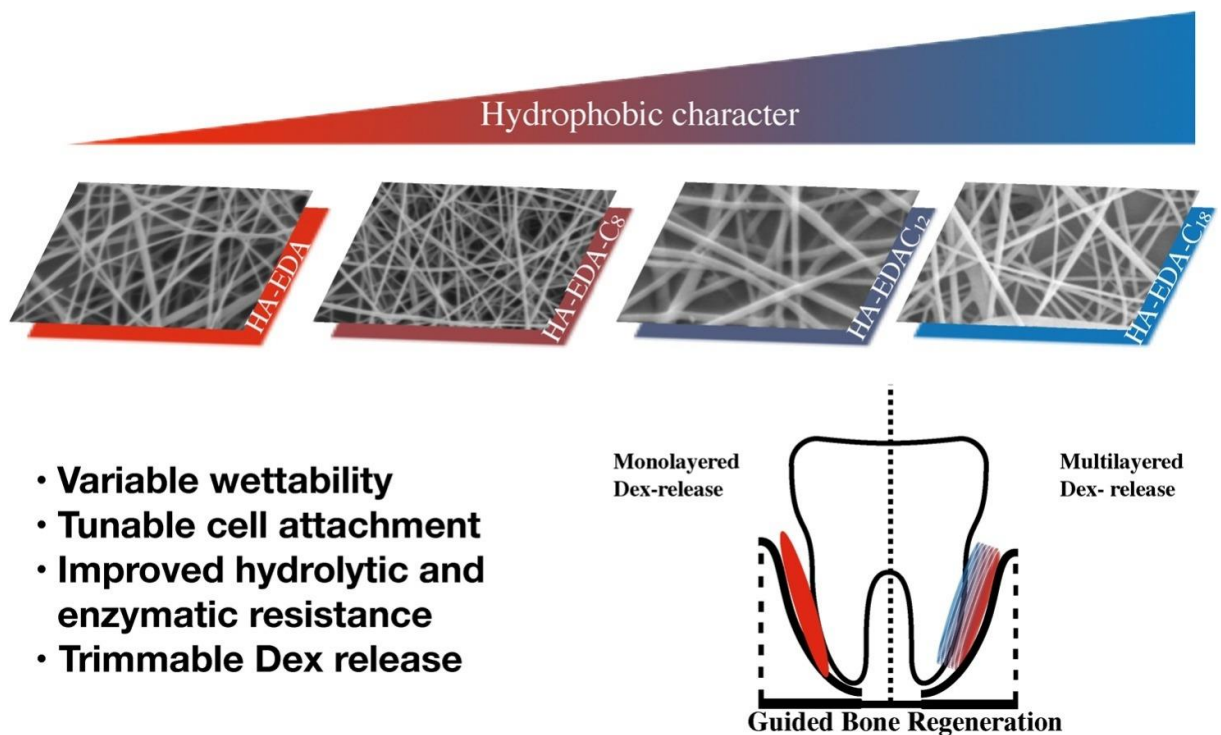 Hydrophobic character
HA-EDA
HA-EDA-C₈
HA-EDAC₁₂
HA-EDA-C₁₈
• Variable wettability
• Tunable cell attachment
• Improved hydrolytic and
enzymatic resistance
• Trimmable Dex release
Monolayered
Dex-release
Multilayered
Dex- release
Guided Bone Regeneration